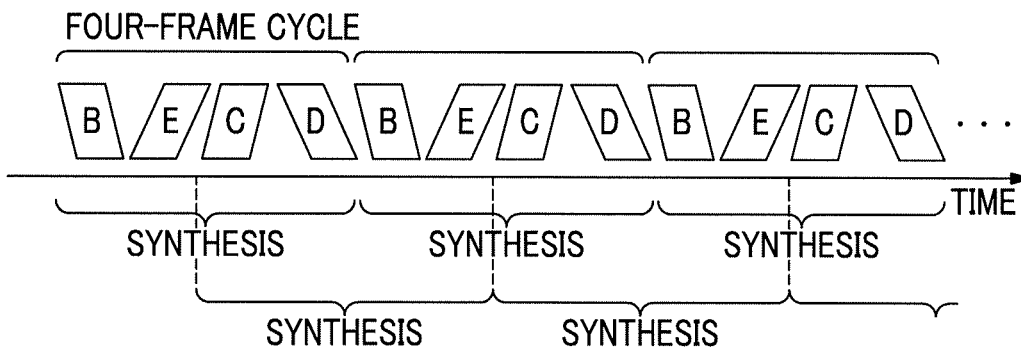 FOUR-FRAME CYCLE
B E C D B E C D B E C D . . .
TIME
SYNTHESIS SYNTHESIS SYNTHESIS
SYNTHESIS SYNTHESIS